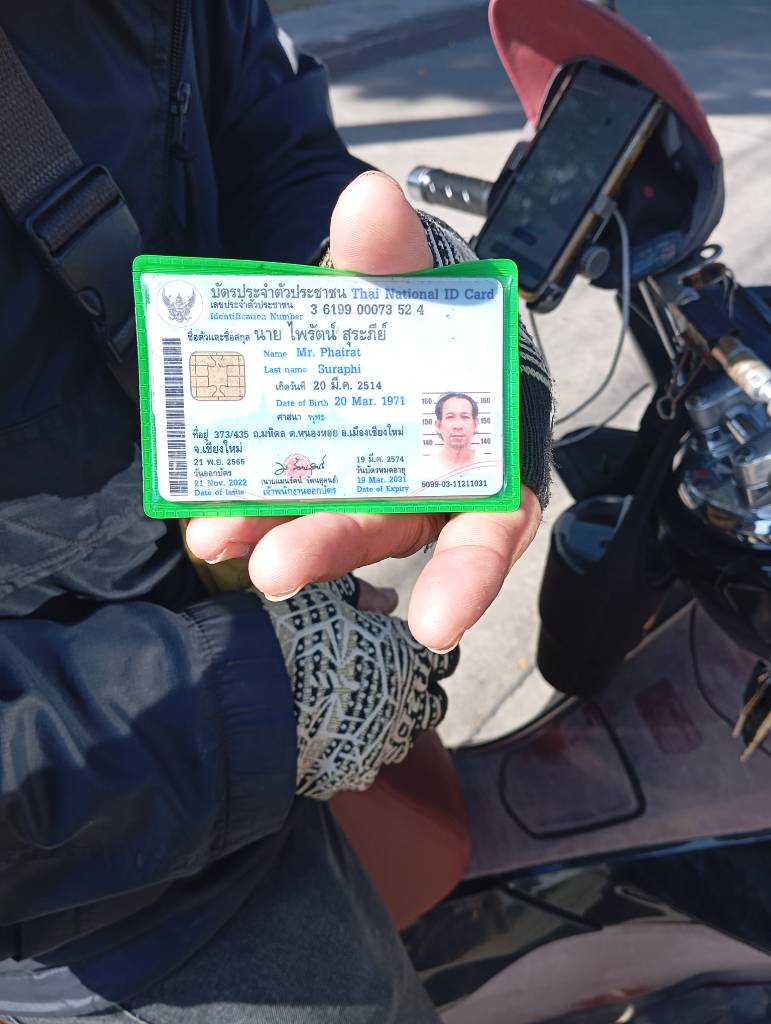 บัตรประจำตัวประชาชน Thai National ID Card
เลขประจำตัวประชาชน
Identification Number 3 6199 00073 52 4
ชื่อตัวและชื่อสกุล นาย ไพรัตน์ สุระภีย์
Name Mr. Phairat
Last name Suraphi
เกิดวันที่ 20 มี.ค. 2514
Date of Birth 20 Mar. 1971
ศาสนา พุทธ
ที่อยู่ 373/435 ถ.มหิดล ต.หนองหอย อ.เมืองเชียงใหม่
จ.เชียงใหม่
21 พ.ย. 2565
วันออกบัตร
21 Nov. 2022
Date of Issue
เจ้าพนักงานออกบัตร
19 มี.ค. 2574
วันบัตรหมดอายุ
19 Mar. 2031
Date of Expiry
160 160
150 150
140 140
5099-03-11211031